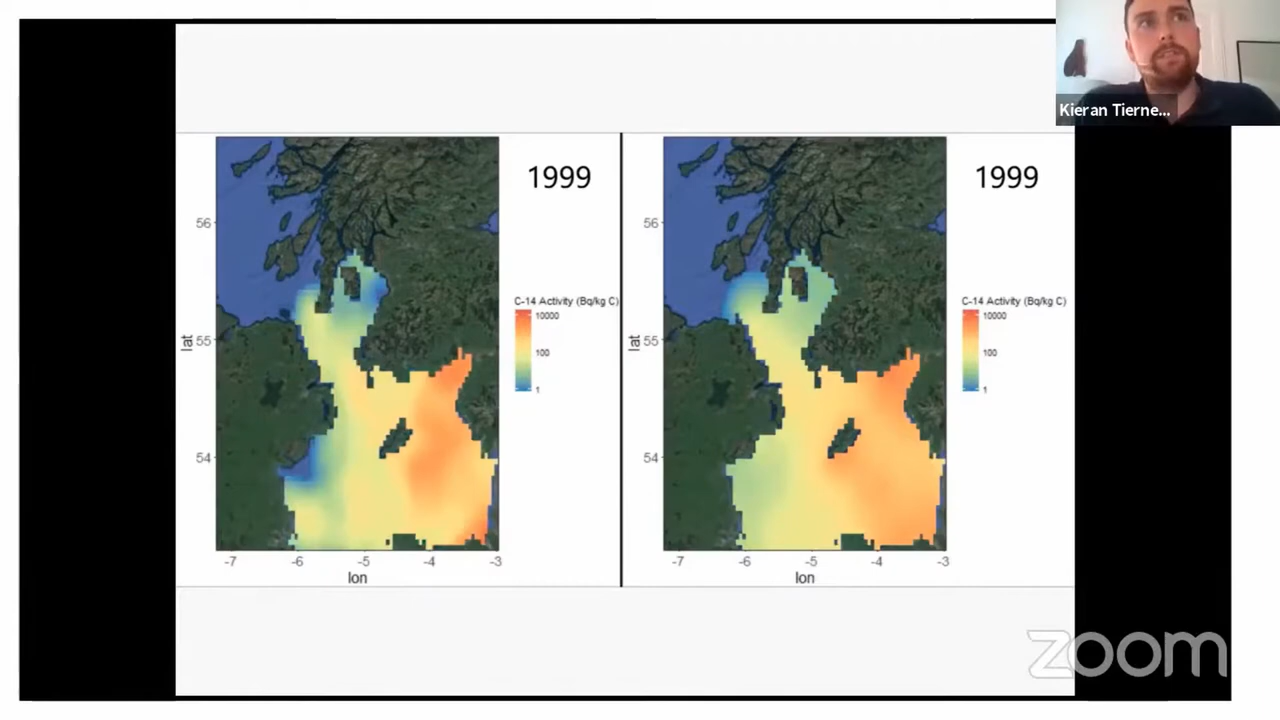 Kieran Tierne...
1999
1999
56
55
54
lat
-7 -6 -5 -4 -3
lon
C-14 Activity (Bq/kg C)
10000
100
1
56
55
54
lat
-7 -6 -5 -4 -3
lon
C-14 Activity (Bq/kg C)
10000
100
1
zoom